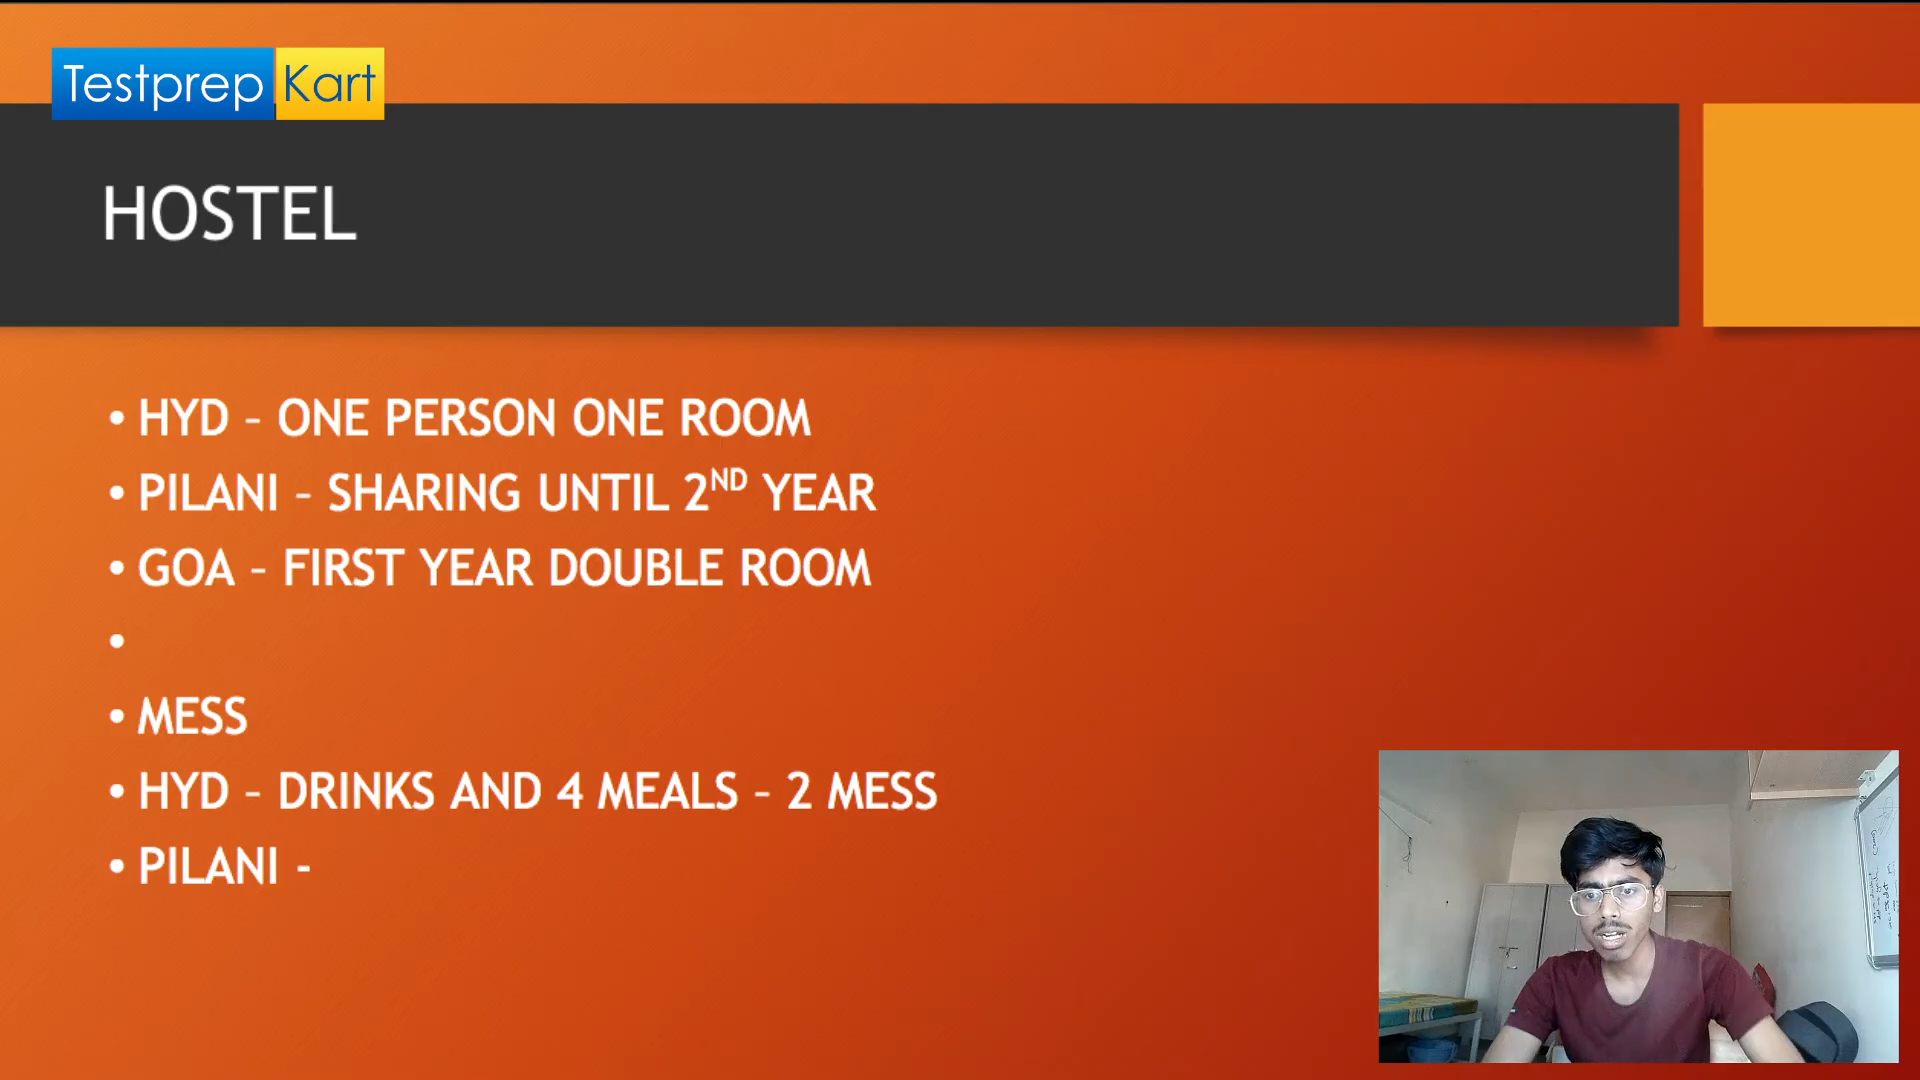 Testprep Kart
HOSTEL
• HYD – ONE PERSON ONE ROOM
• PILANI – SHARING UNTIL 2ND YEAR
• GOA – FIRST YEAR DOUBLE ROOM
•
• MESS
• HYD – DRINKS AND 4 MEALS – 2 MESS
• PILANI -